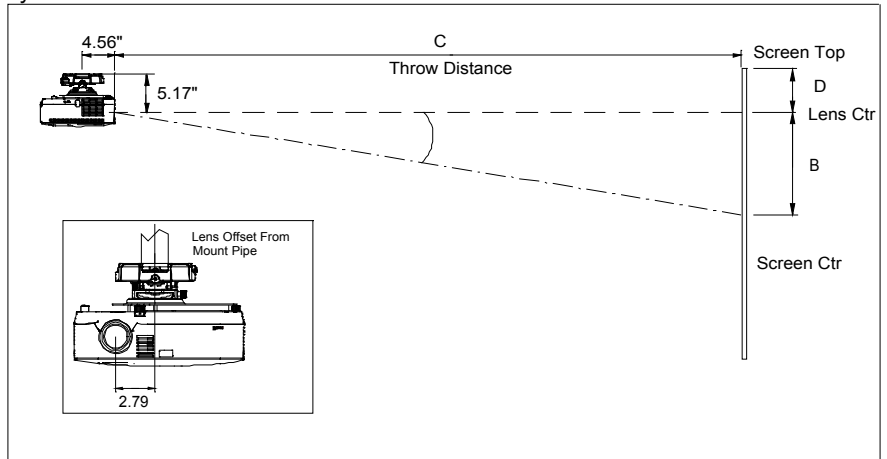 4.56"
C
Throw Distance
Screen Top
5.17"
D
Lens Ctr
B
Lens Offset From
Mount Pipe
Screen Ctr
2.79